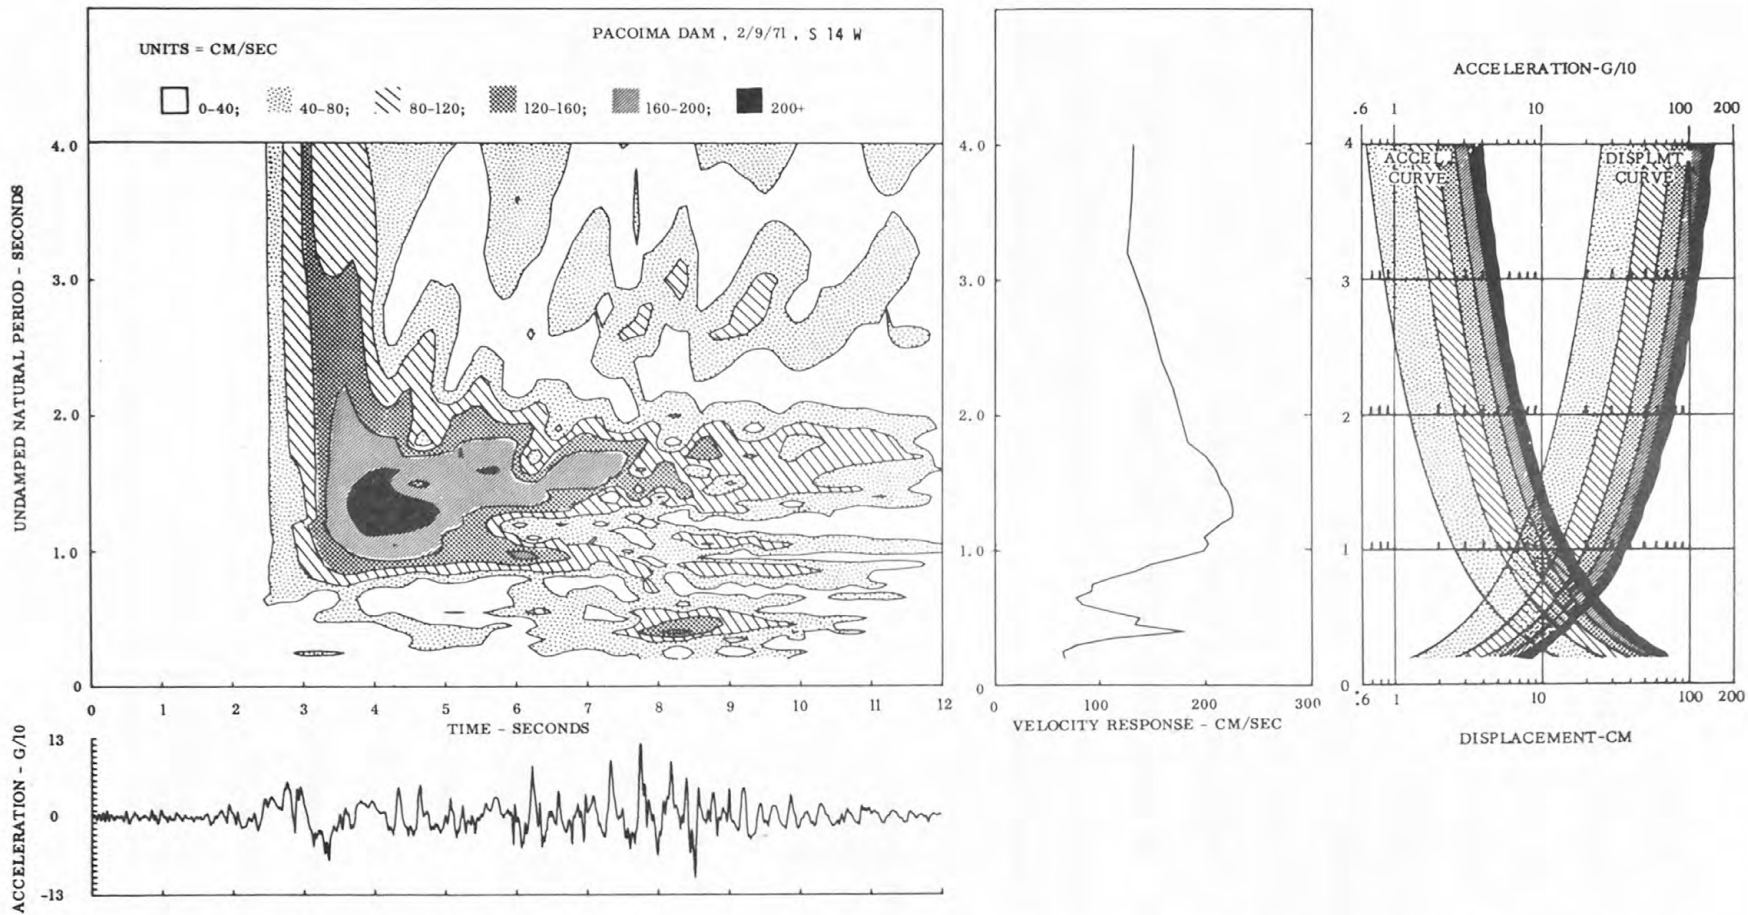 PACOIMA DAM , 2/9/71 , S 14 W
UNITS = CM/SEC
0-40; 40-80; 80-120; 120-160; 160-200; 200+
UNDAMPED NATURAL PERIOD - SECONDS
4.0
3.0
2.0
1.0
0
0 1 2 3 4 5 6 7 8 9 10 11 12
TIME - SECONDS
ACCELERATION - G/10
13
0
-13
4.0
3.0
2.0
1.0
0
0 100 200 300
VELOCITY RESPONSE - CM/SEC
ACCELERATION-G/10
.6 1 10 100 200
4
3
2
1
0
ACCEL
CURVE
DISPLMT
CURVE
.6 1 10 100 200
DISPLACEMENT-CM